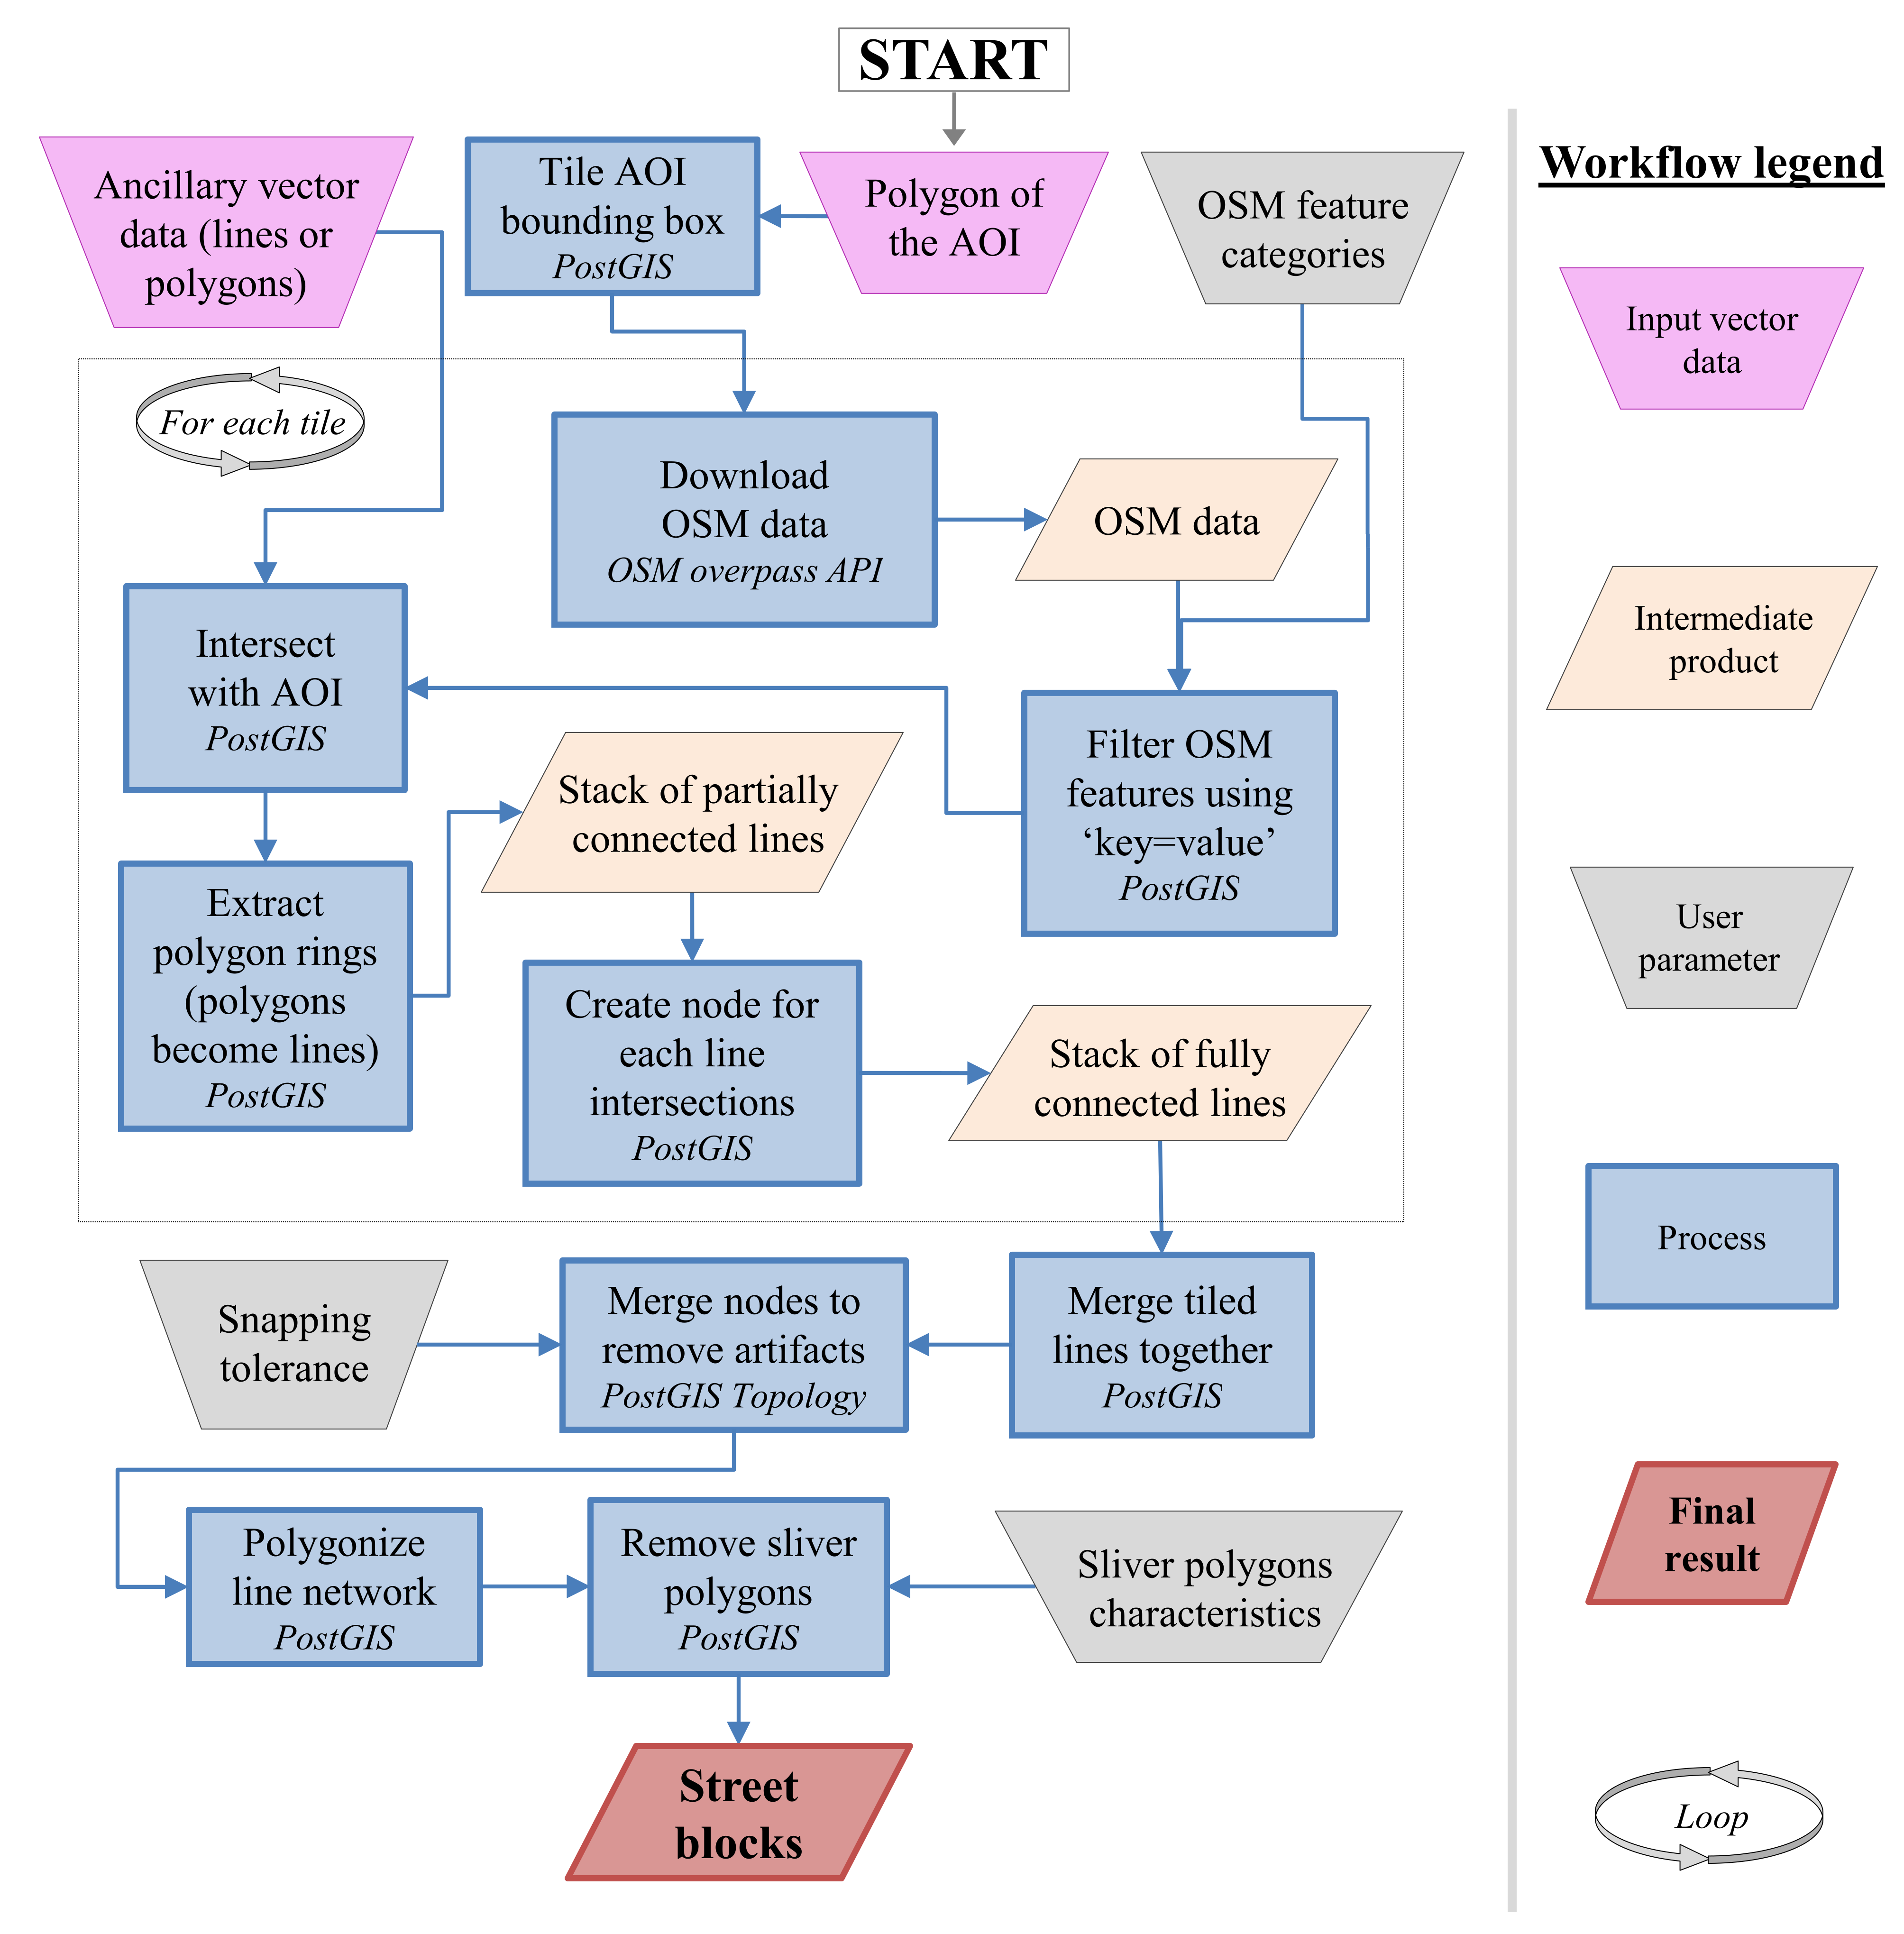 START
Ancillary vector
data (lines or
polygons)
Tile AOI
bounding box
PostGIS
Polygon of
the AOI
OSM feature
categories
For each tile
Download
OSM data
OSM overpass API
OSM data
Intersect
with AOI
PostGIS
Filter OSM
features using
‘key=value’
PostGIS
Stack of partially
connected lines
Extract
polygon rings
(polygons
become lines)
PostGIS
Create node for
each line
intersections
PostGIS
Stack of fully
connected lines
Snapping
tolerance
Merge nodes to
remove artifacts
PostGIS Topology
Merge tiled
lines together
PostGIS
Polygonize
line network
PostGIS
Remove sliver
polygons
PostGIS
Sliver polygons
characteristics
Street
blocks
Workflow legend
Input vector
data
Intermediate
product
User
parameter
Process
Final
result
Loop